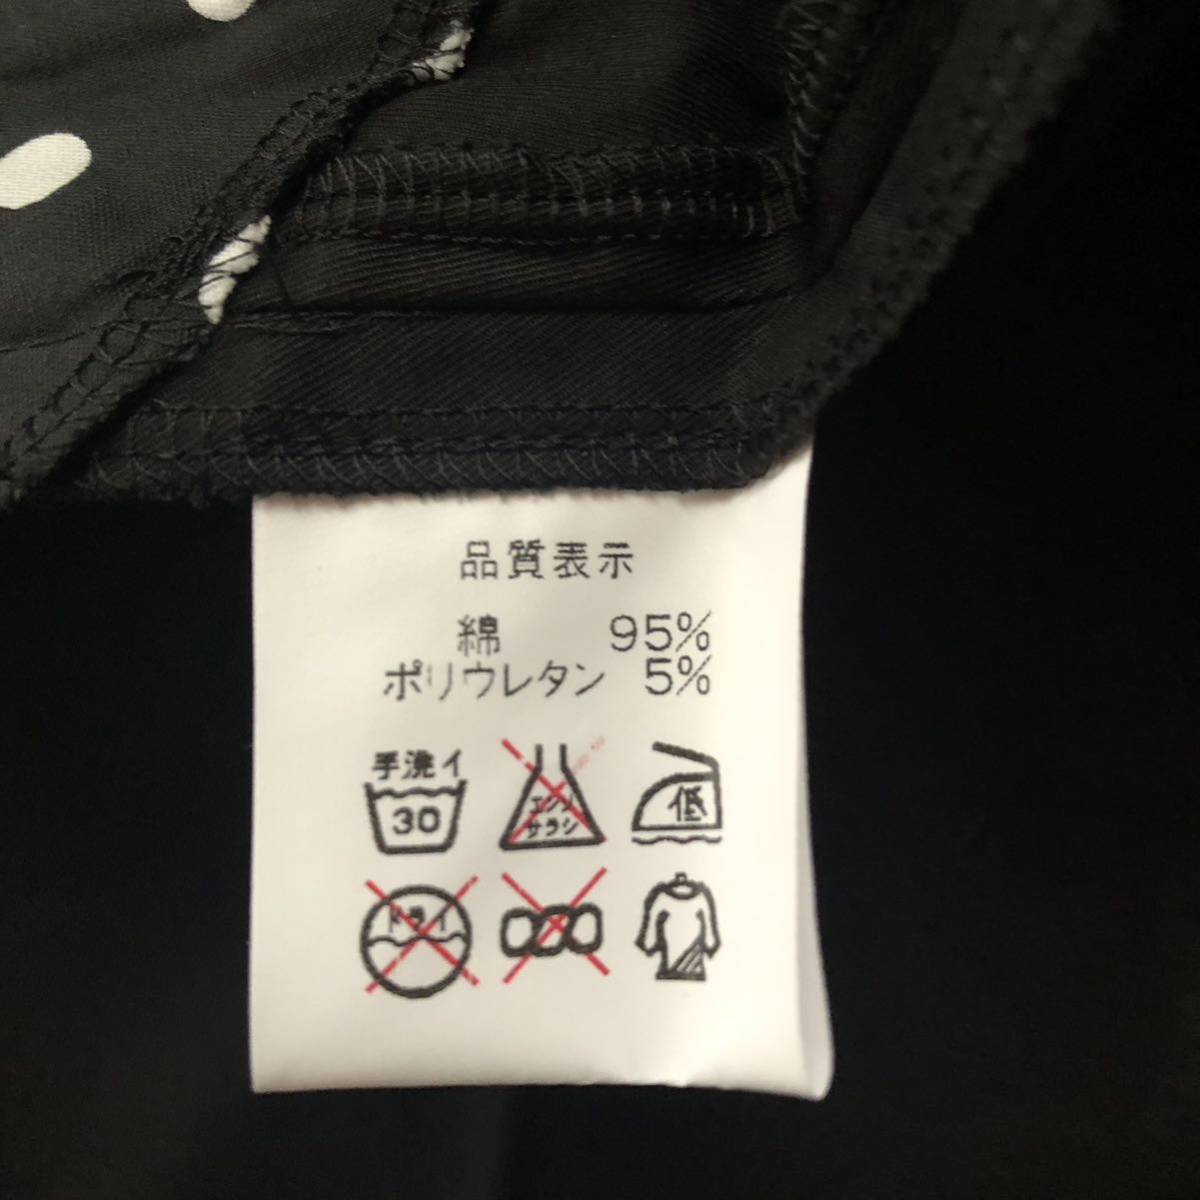 品質表示
綿 95%
ポリウレタン 5%
手洗イ
30
エンソ
サラシ
低
ドライ